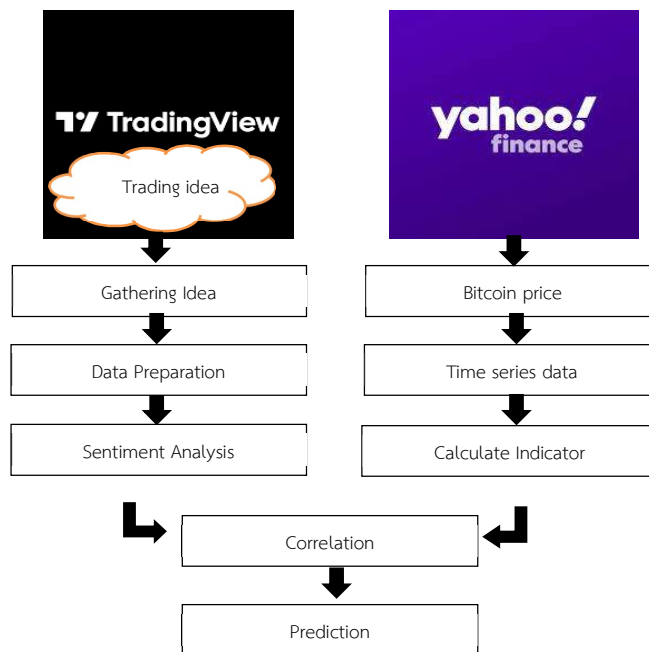 TradingView
Trading idea
yahoo!
finance
Gathering Idea
Bitcoin price
Data Preparation
Time series data
Sentiment Analysis
Calculate Indicator
Correlation
Prediction